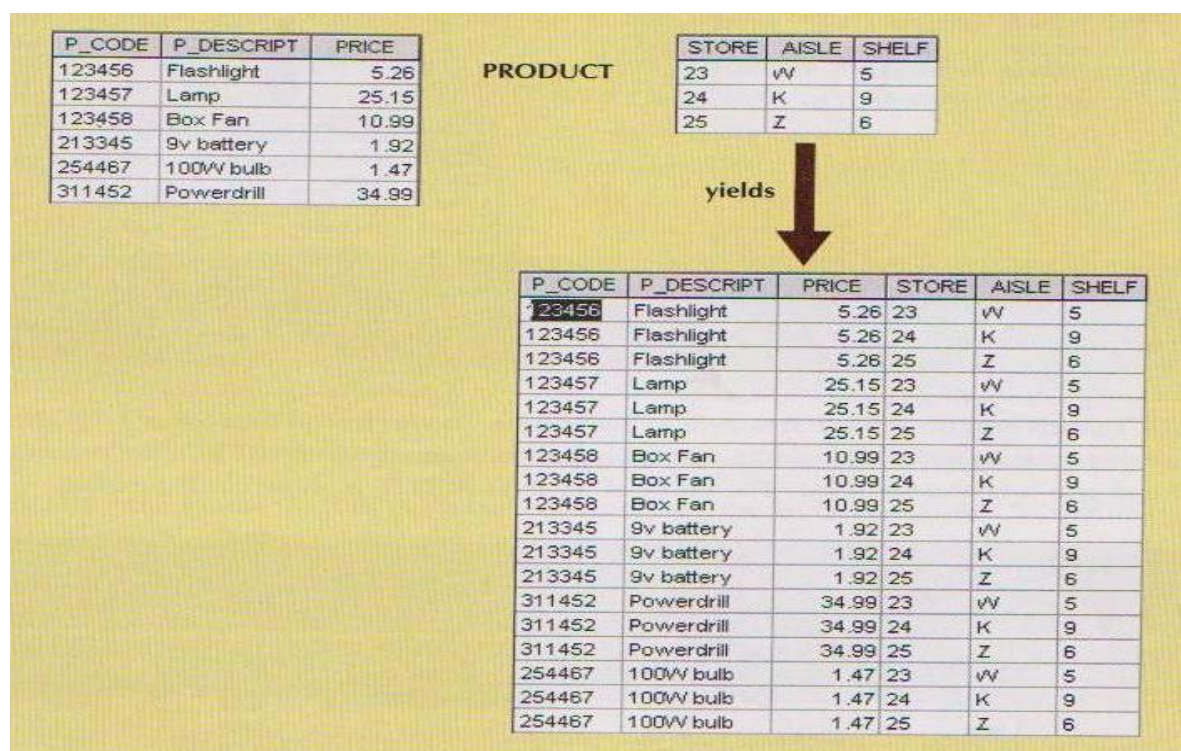 P_CODE P_DESCRIPT PRICE
123456 Flashlight 5.26
123457 Lamp 25.15
123458 Box Fan 10.99
213345 9v battery 1.92
254467 100W bulb 1.47
311452 Powerdrill 34.99
PRODUCT
STORE AISLE SHELF
23 W 5
24 K 9
25 Z 6
yields
P_CODE P_DESCRIPT PRICE STORE AISLE SHELF
123456 Flashlight 5.26 23 W 5
123456 Flashlight 5.26 24 K 9
123456 Flashlight 5.26 25 Z 6
123457 Lamp 25.15 23 W 5
123457 Lamp 25.15 24 K 9
123457 Lamp 25.15 25 Z 6
123458 Box Fan 10.99 23 W 5
123458 Box Fan 10.99 24 K 9
123458 Box Fan 10.99 25 Z 6
213345 9v battery 1.92 23 W 5
213345 9v battery 1.92 24 K 9
213345 9v battery 1.92 25 Z 6
311452 Powerdrill 34.99 23 W 5
311452 Powerdrill 34.99 24 K 9
311452 Powerdrill 34.99 25 Z 6
254467 100W bulb 1.47 23 W 5
254467 100W bulb 1.47 24 K 9
254467 100W bulb 1.47 25 Z 6